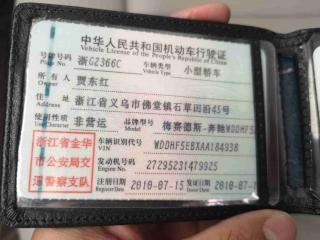 中华人民共和国机动车行驶证
Vehicle License of the People's Republic of China
号牌号码 浙GZ366C 车辆类型 小型轿车
Plate No. Vehicle Type
所有人 贾东红
Owner
住址 浙江省义乌市佛堂镇石草田沿45号
使用性质 非营运 品牌型号 梅赛德斯-奔驰WDDHF5
浙江省金华
市公安局交
通警察支队
车辆识别代号 WDDHF5EBXAA184938
VIN
发动机号码 27295231479925
Engine No.
注册日期 2010-07-15 发证日期 2010-07-1
Register Date Issue Date